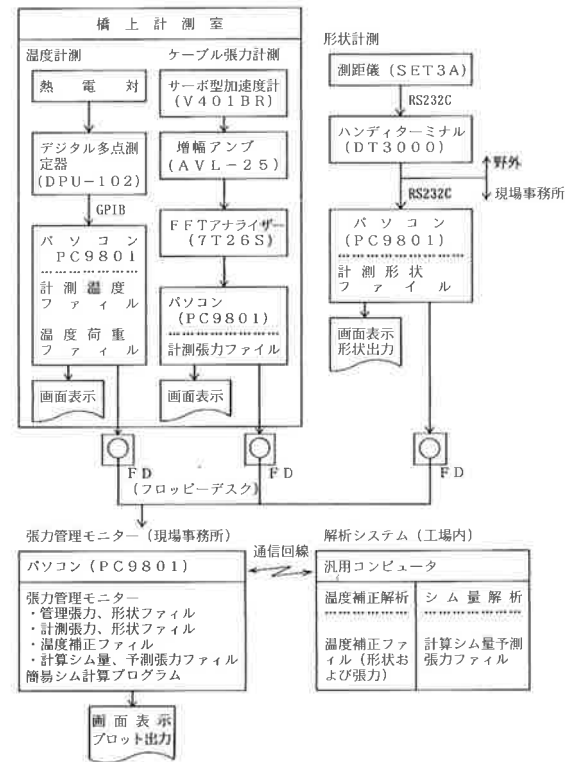 橋上計測室
温度計測
熱電対
デジタル多点測
定器
(DPU-102)
GPIB
パソコン
PC9801
計測温度
ファィル
温度荷重
フィル
画面表示
ケーブル張力計測
サーボ型加速度計
(V401BR)
増幅アンブ
(AVL-25)
FFTアナライザー
(7T26S)
パソコン
(PC9801)
計測張力ファイル
画面表示
形状計測
測距儀(SET3A)
RS232C
ハンディターミナル
(DT3000)
野外
RS232C
現場事務所
パソコン
(PC9801)
計測形状
ファイル
画面表示
形状出力
FD
(フロッピーデスク)
FD
FD
張力管理モニター(現場事務所)
パソコン(PC9801)
張力管理モニター
・管理張力、形状ファィル
・計測張力、形状ファィル
・温度補正ファィル
・計算シム量、予測張力ファィル
簡易シム計算プログラム
画面表示
プロット出力
通信回線
解析システム(工場内)
汎用コンピュータ
温度補正解析
温度補正ファ
ィル(形状お
よび張力)
シム量解析
計算シム量予測
張力ファィル